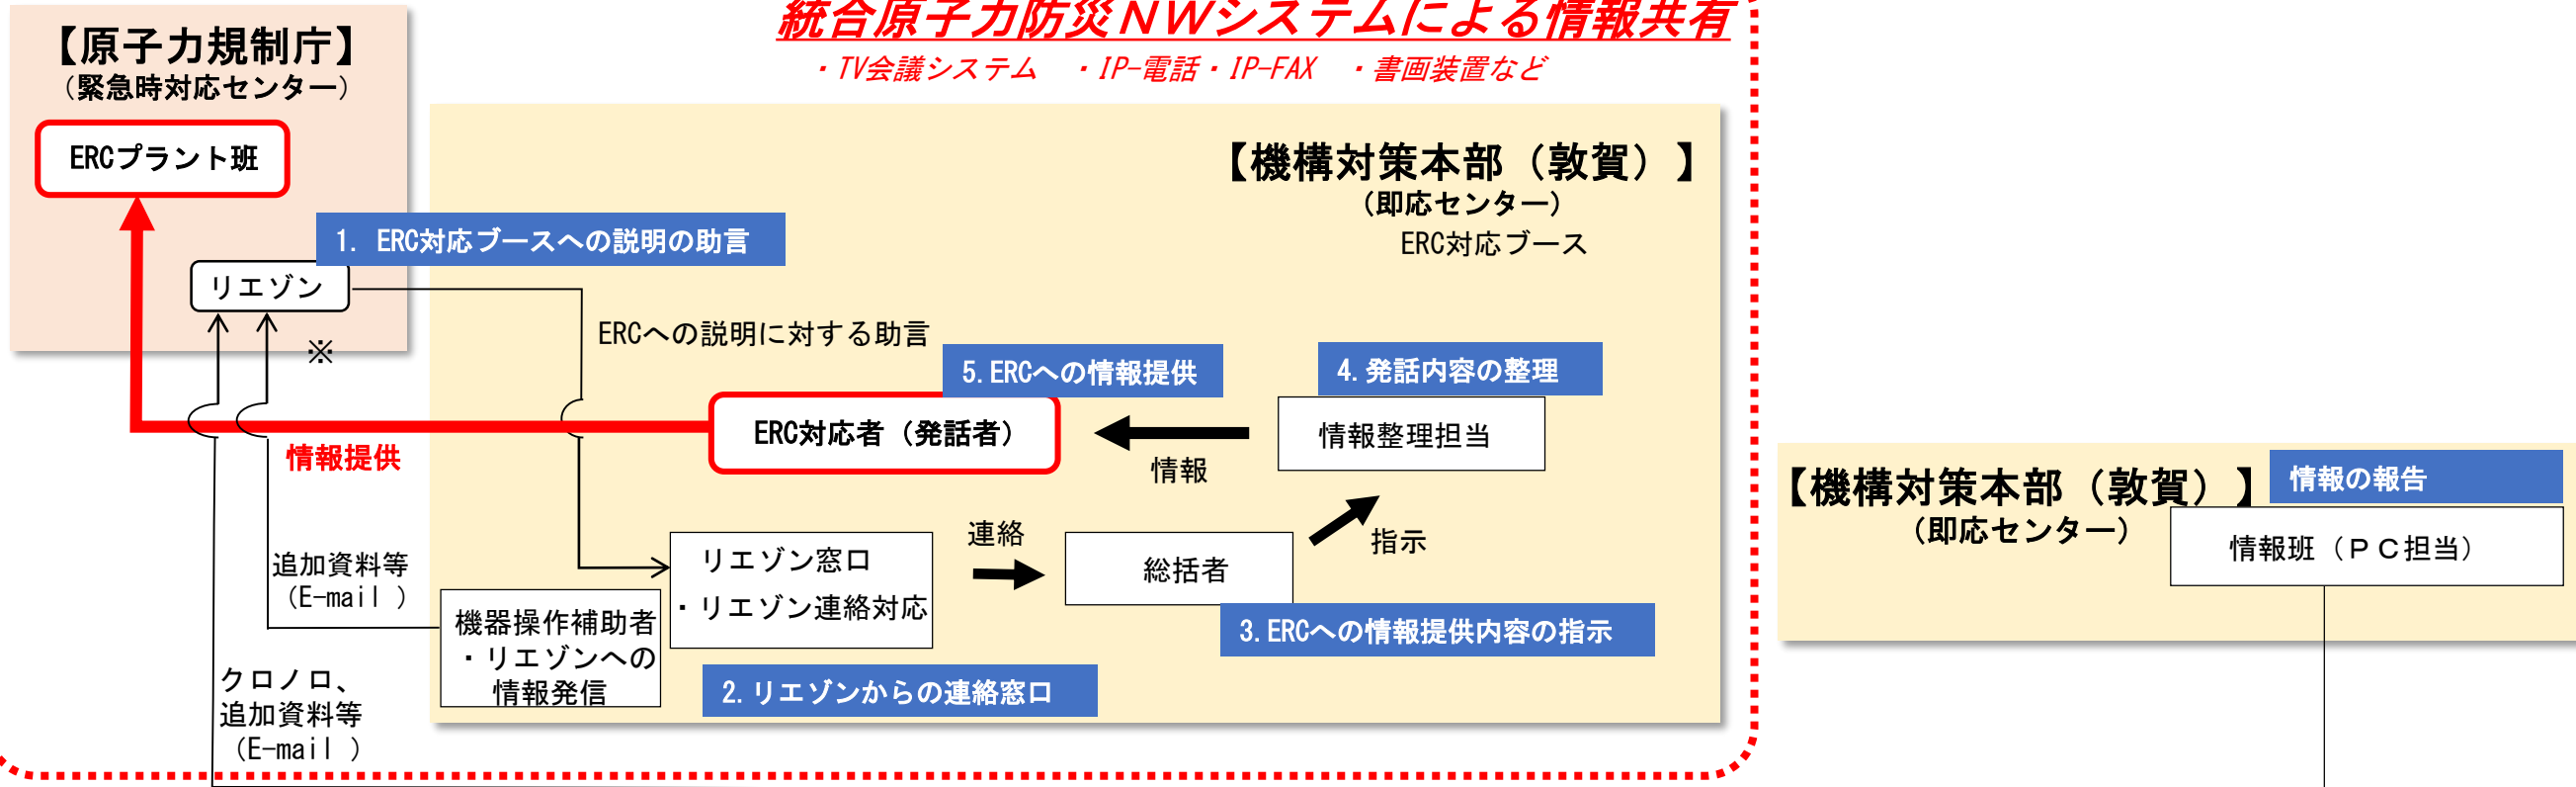 統合原子力防災NWシステムによる情報共有
・TV会議システム　・IP-電話・IP-FAX　・書画装置など
【原子力規制庁】
（緊急時対応センター）
ERCプラント班
リエゾン
※
1. ERC対応ブースへの説明の助言
【機構対策本部（敦賀）】
（即応センター）
ERC対応ブース
ERCへの説明に対する助言
5.ERCへの情報提供
4.発話内容の整理
ERC対応者（発話者）
情報
情報整理担当
情報提供
指示
連絡
リエゾン窓口
・リエゾン連絡対応
総括者
3.ERCへの情報提供内容の指示
2.リエゾンからの連絡窓口
追加資料等
（E-mail ）
機器操作補助者
・リエゾンへの
情報発信
クロノロ、
追加資料等
（E-mail ）
【機構対策本部（敦賀）】
（即応センター）
情報の報告
情報班（ＰＣ担当）